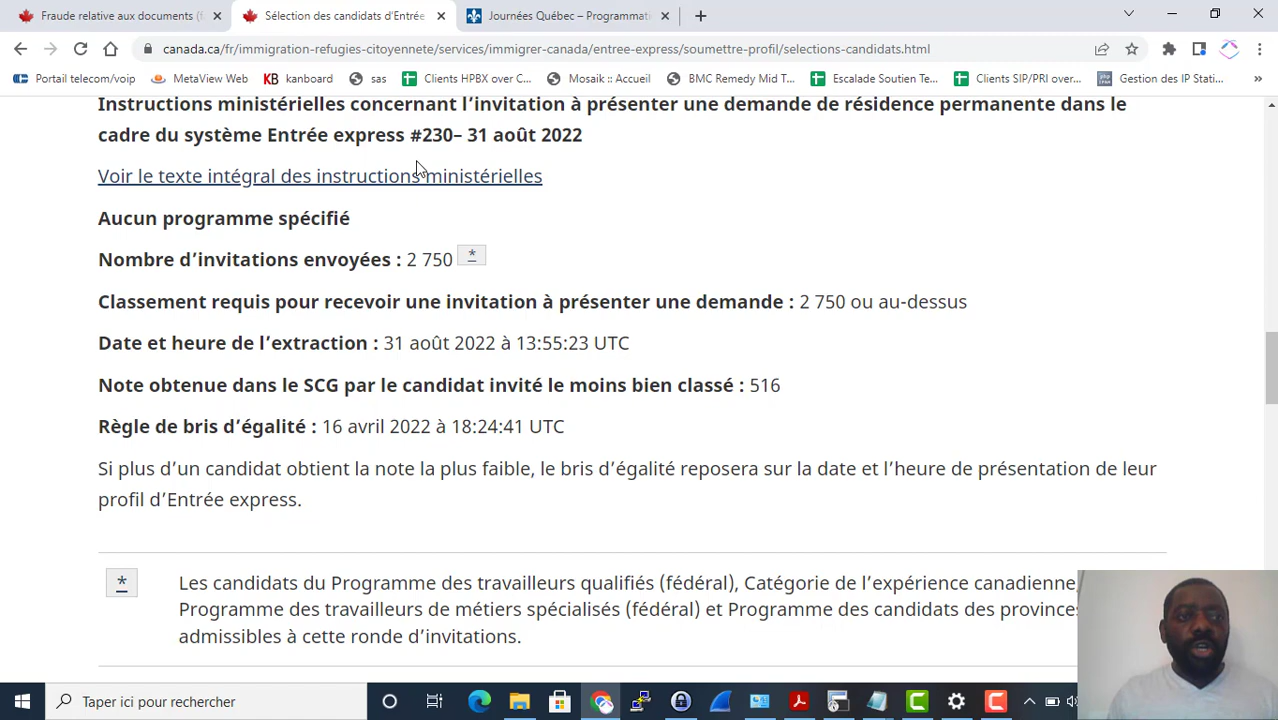 Fraude relative aux documents (f
Sélection des candidats d'Entrée
Journées Québec – Programmati
canada.ca/fr/immigration-refugies-citoyennete/services/immigrer-canada/entree-express/soumettre-profil/selections-candidats.html
Portail telecom/voip MetaView Web KB kanboard sas Clients HPBX over C... Mosaik :: Accueil BMC Remedy Mid T... Escalade Soutien Te... Clients SIP/PRI over... Gestion des IP Stati... »
Instructions ministérielles concernant l'invitation à présenter une demande de résidence permanente dans le
cadre du système Entrée express #230– 31 août 2022
Voir le texte intégral des instructions ministérielles
Aucun programme spécifié
Nombre d'invitations envoyées : 2 750 *
Classement requis pour recevoir une invitation à présenter une demande : 2 750 ou au-dessus
Date et heure de l'extraction : 31 août 2022 à 13:55:23 UTC
Note obtenue dans le SCG par le candidat invité le moins bien classé : 516
Règle de bris d'égalité : 16 avril 2022 à 18:24:41 UTC
Si plus d'un candidat obtient la note la plus faible, le bris d'égalité reposera sur la date et l'heure de présentation de leur
profil d'Entrée express.
* Les candidats du Programme des travailleurs qualifiés (fédéral), Catégorie de l'expérience canadienne,
Programme des travailleurs de métiers spécialisés (fédéral) et Programme des candidats des provinces
admissibles à cette ronde d'invitations.
Taper ici pour rechercher